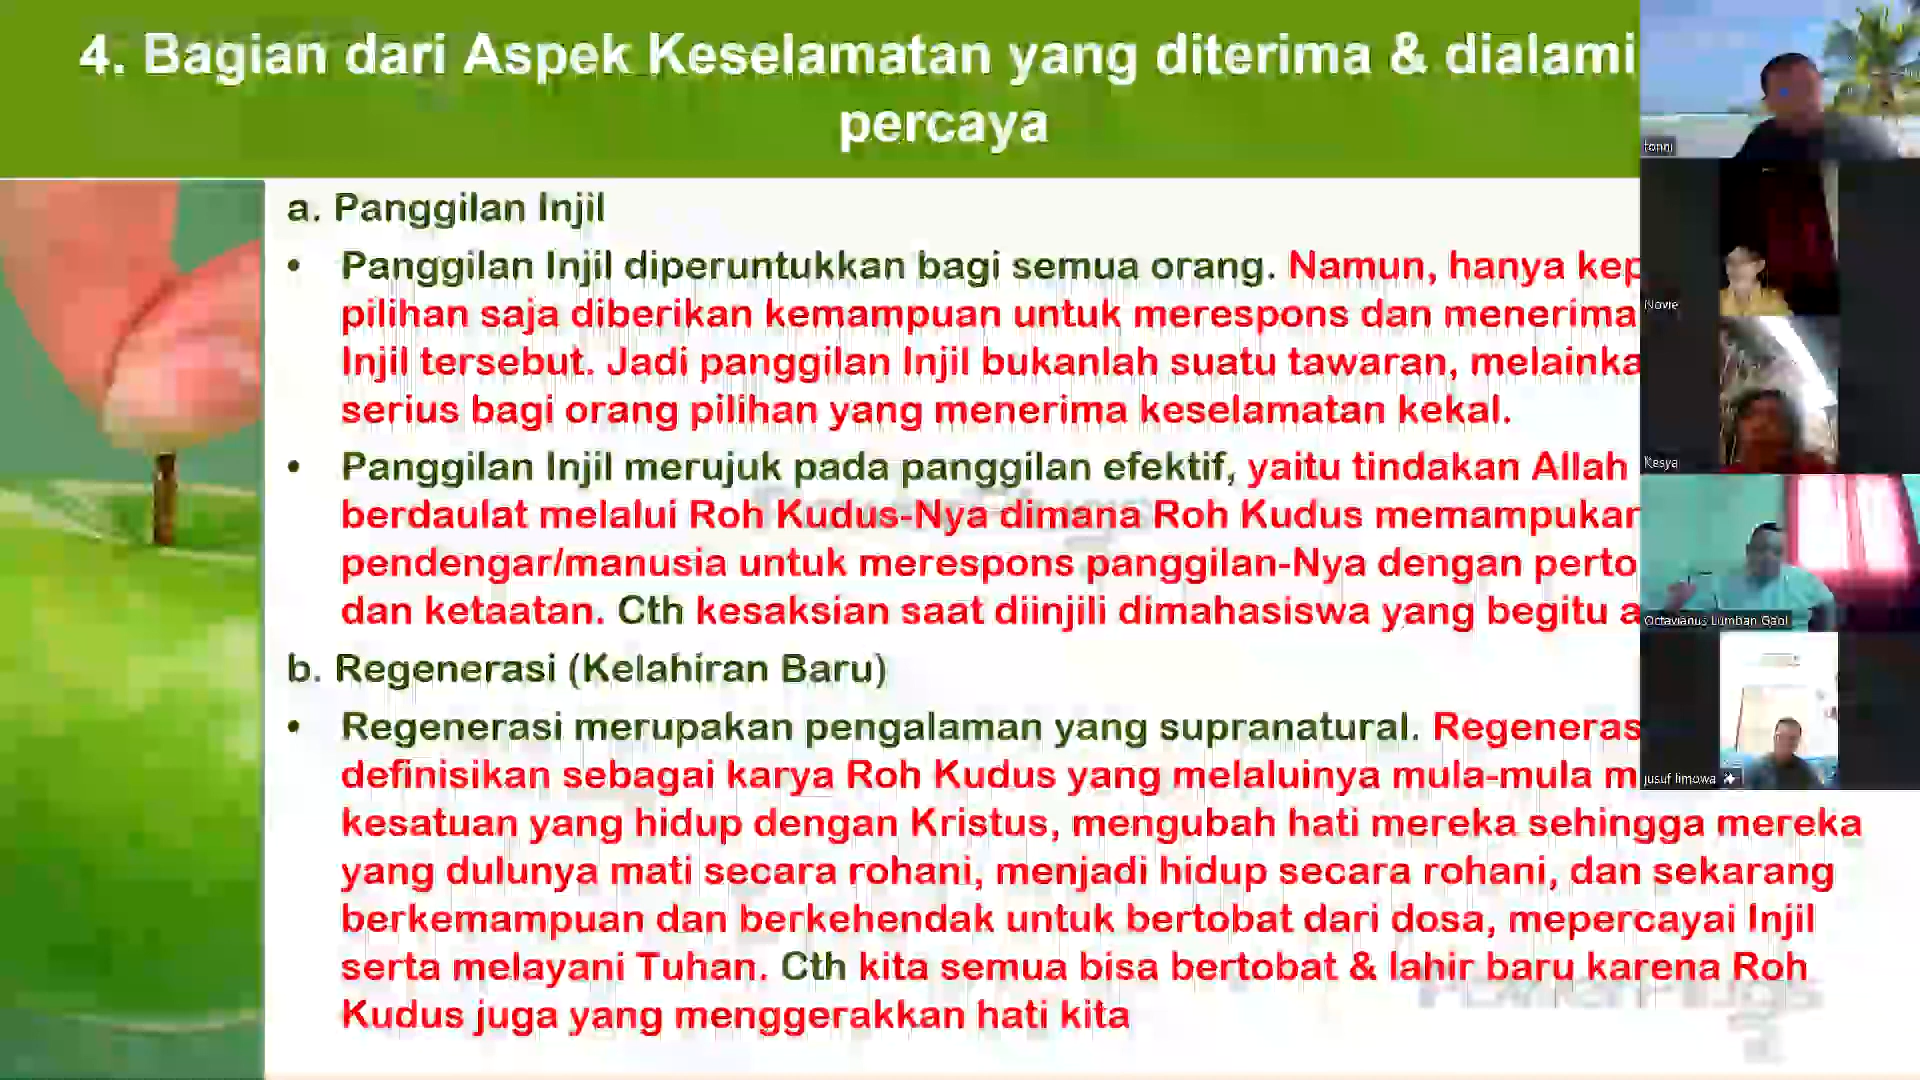 4. Bagian dari Aspek Keselamatan yang diterima & dialami
percaya
a. Panggilan Injil
• Panggilan Injil diperuntukkan bagi semua orang. Namun, hanya
pilihan saja diberikan kemampuan untuk merespons dan menerima
Injil tersebut. Jadi panggilan Injil bukanlah suatu tawaran,
serius bagi orang pilihan yang menerima keselamatan kekal.
• Panggilan Injil merujuk pada panggilan efektif, yaitu tindakan Allah
berdaulat melalui Roh Kudus-Nya dimana Roh Kudus
pendengar/manusia untuk merespons panggilan-Nya dengan
dan ketaatan. Cth kesaksian saat diinjili dimahasiswa yang begitu
b. Regenerasi (Kelahiran Baru)
• Regenerasi merupakan pengalaman yang supranatural.
definisikan sebagai karya Roh Kudus yang melaluinya mula-mula
kesatuan yang hidup dengan Kristus, mengubah hati mereka sehingga mereka
yang dulunya mati secara rohani, menjadi hidup secara rohani, dan sekarang
berkemampuan dan berkehendak untuk bertobat dari dosa, mepercayai Injil
serta melayani Tuhan. Cth kita semua bisa bertobat & lahir baru karena Roh
Kudus juga yang menggerakkan hati kita
tonni
Novie
Kesya
Octavianus Lumban Gaol
jusuf limowa